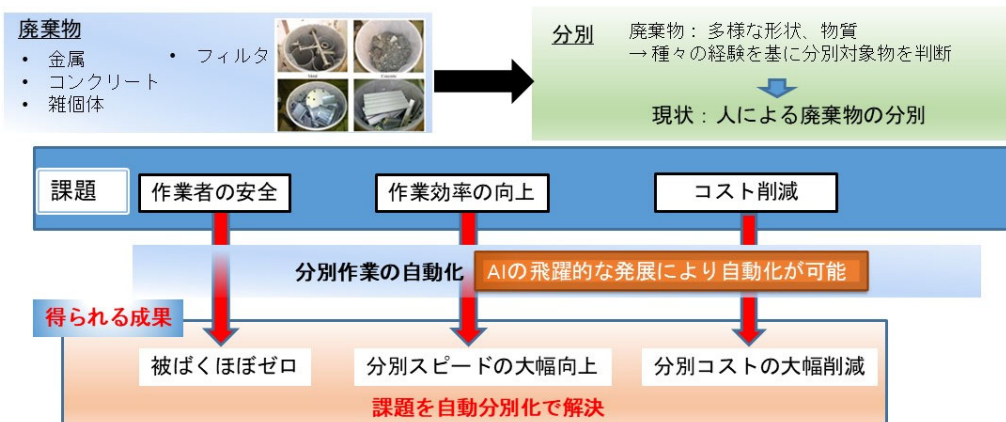 廃棄物
• 金属
• フィルタ
• コンクリート
• 雑個体
分別
廃棄物： 多様な形状、物質
→ 種々の経験を基に分別対象物を判断
現状：人による廃棄物の分別
課題
作業者の安全
作業効率の向上
コスト削減
分別作業の自動化
AIの飛躍的な発展により自動化が可能
得られる成果
被ばくほぼゼロ
分別スピードの大幅向上
分別コストの大幅削減
課題を自動分別化で解決